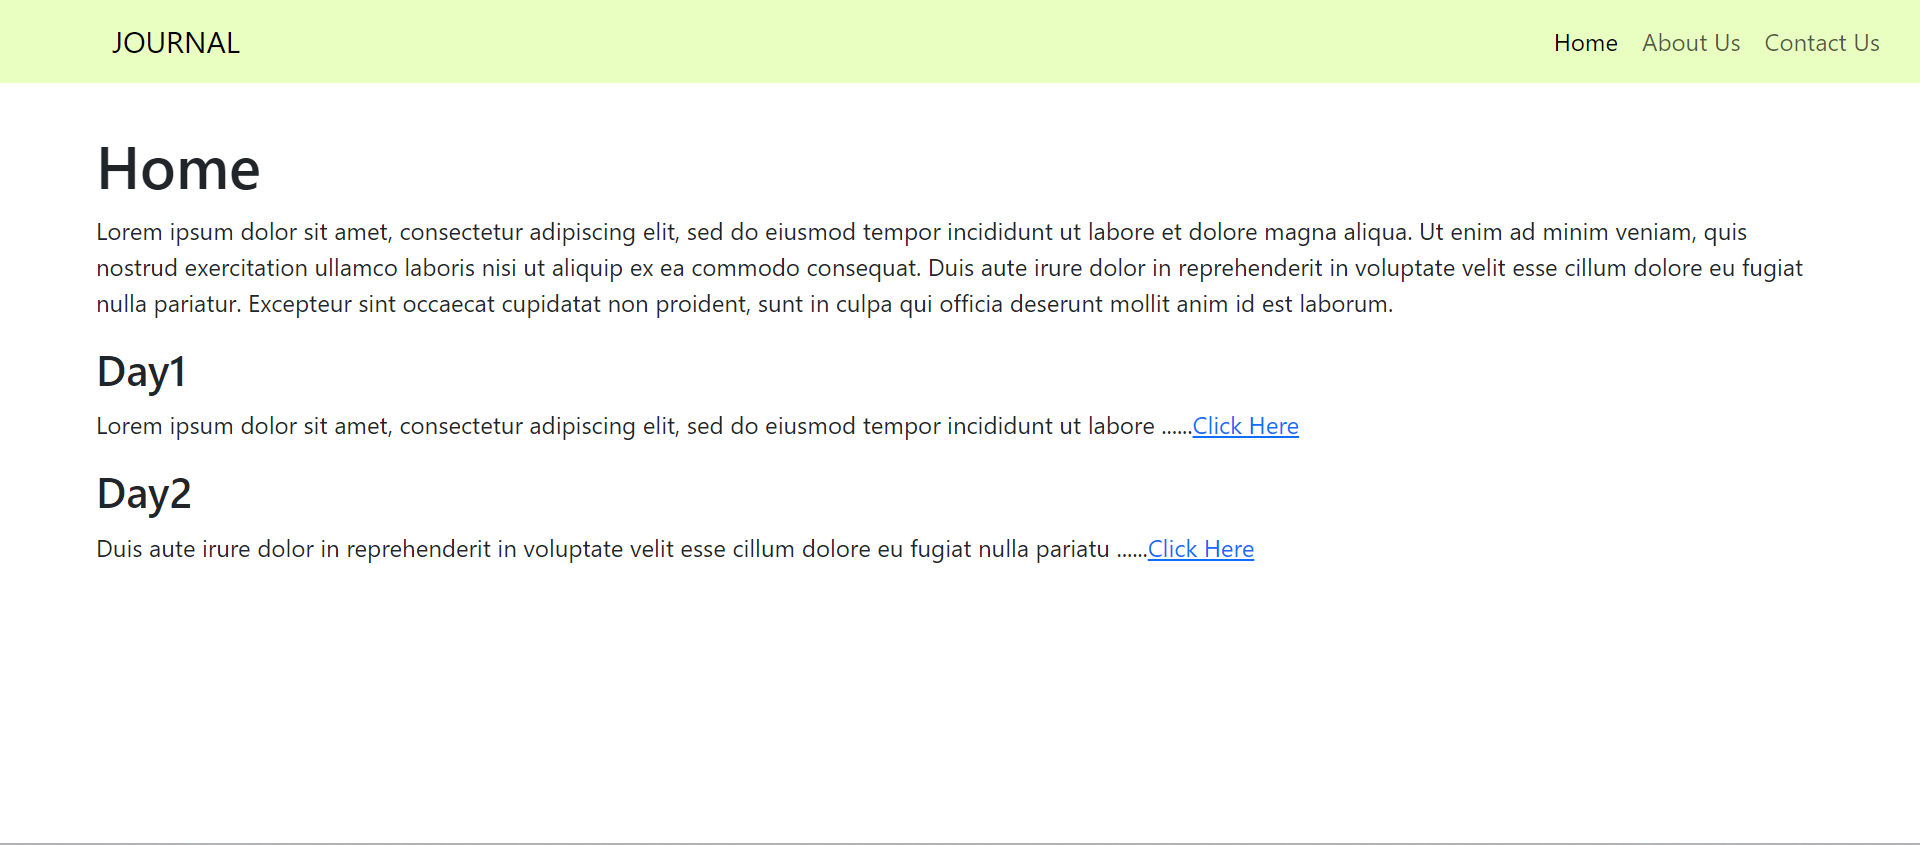 JOURNAL
Home About Us Contact Us
Home
Lorem ipsum dolor sit amet, consectetur adipiscing elit, sed do eiusmod tempor incididunt ut labore et dolore magna aliqua. Ut enim ad minim veniam, quis
nostrud exercitation ullamco laboris nisi ut aliquip ex ea commodo consequat. Duis aute irure dolor in reprehenderit in voluptate velit esse cillum dolore eu fugiat
nulla pariatur. Excepteur sint occaecat cupidatat non proident, sunt in culpa qui officia deserunt mollit anim id est laborum.
Day1
Lorem ipsum dolor sit amet, consectetur adipiscing elit, sed do eiusmod tempor incididunt ut labore ......Click Here
Day2
Duis aute irure dolor in reprehenderit in voluptate velit esse cillum dolore eu fugiat nulla pariatu ......Click Here